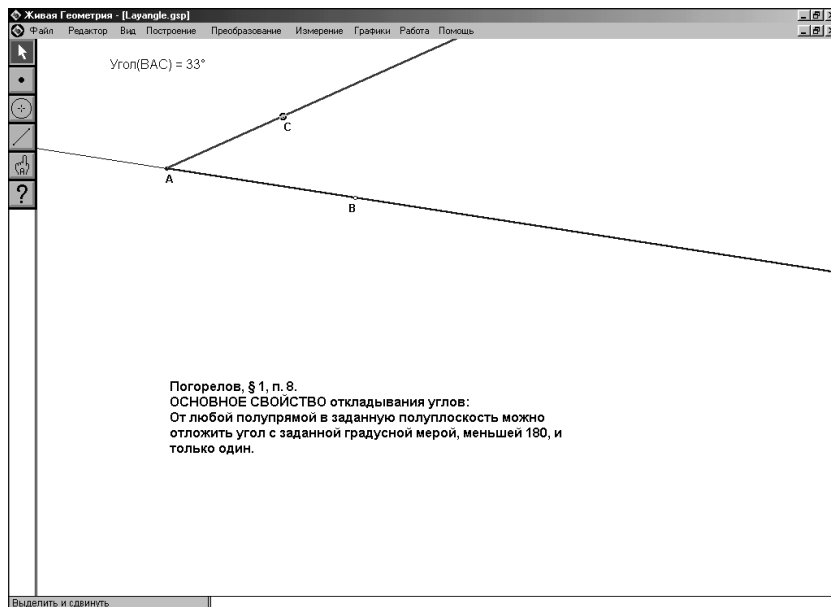 Живая Геометрия - [Layangle.gsp]
Файл Редактор Вид Построение Преобразование Измерение Графики Работа Помощь
Угол(BAC) = 33°
C
A
B
Погорелов, § 1, п. 8.
ОСНОВНОЕ СВОЙСТВО откладывания углов:
От любой полупрямой в заданную полуплоскость можно
отложить угол с заданной градусной мерой, меньшей 180, и
только один.
Выделить и сдвинуть